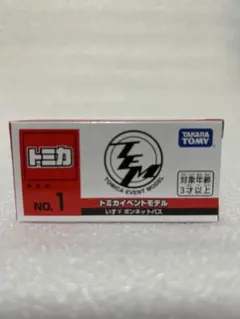 トミカ
TEM
TOMICA EVENT MODEL
TAKARA
TOMY
対象年齢
3才以上
NO. 1
トミカイベントモデル
いすゞ ボンネットバス